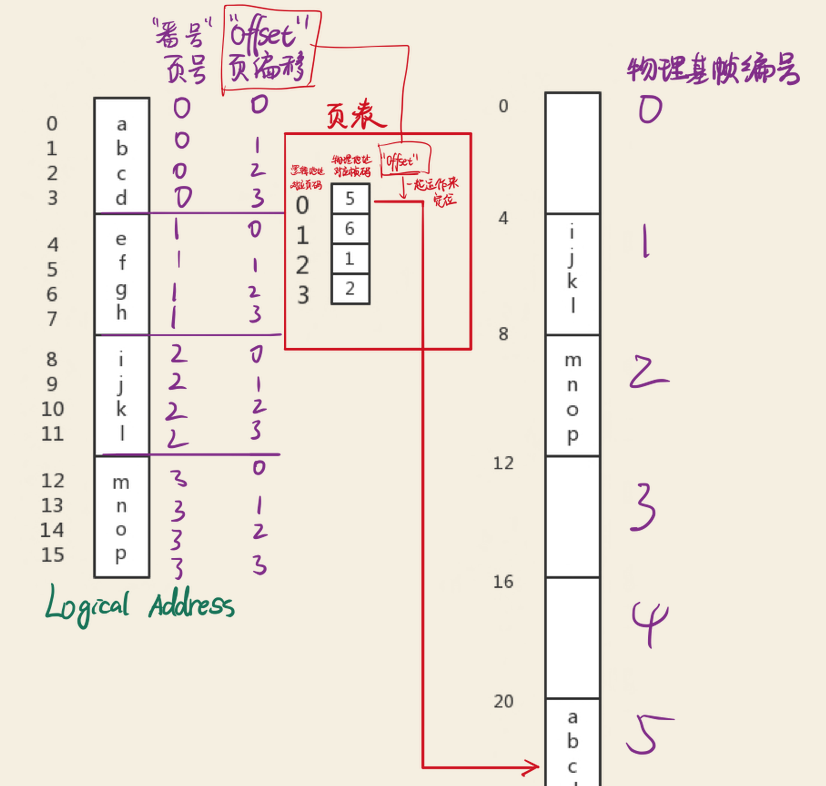 "番号" "Offset"
页号 页偏移
物理基帧编号
页表
逻辑地址 物理地址 "Offset"
对应页码 对应帧码
一起运作来
定位
0 5
1 6
2 1
3 2
0 a 0 0
1 b 0 1
2 c 0 2
3 d 0 3
4 e 1 0
5 f 1 1
6 g 1 2
7 h 1 3
8 i 2 0
9 j 2 1
10 k 2 2
11 l 2 3
12 m 3 0
13 n 3 1
14 o 3 2
15 p 3 3
Logical Address
0 0
4 i 1
j
k
l
8 m 2
n
o
p
12 3
16 4
20 a 5
b
c